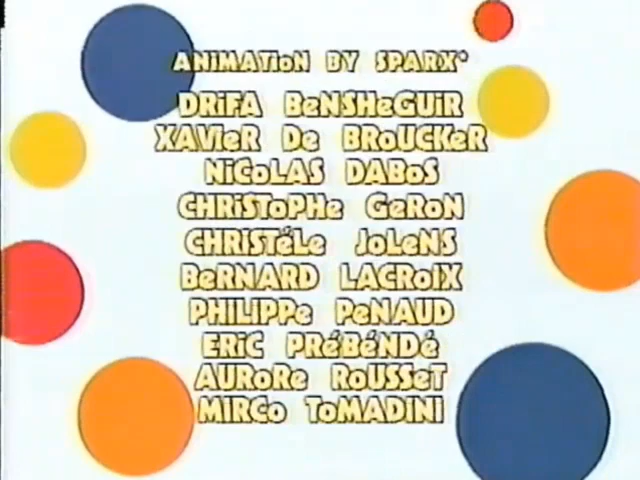 ANiMATioN BY SPARX*
DRiFA BeNSHeGUiR
XAViеR De BRoUCKeR
NiCoLAS DABoS
CHRiSToPHe GeRoN
CHRiSTéLe JoLeNS
BeRNARD LACRoIX
PHiLiPPe PeNAUD
ERiC PRéBéNDé
AURoRe RoUSSeT
MiRCo ToMADiNi